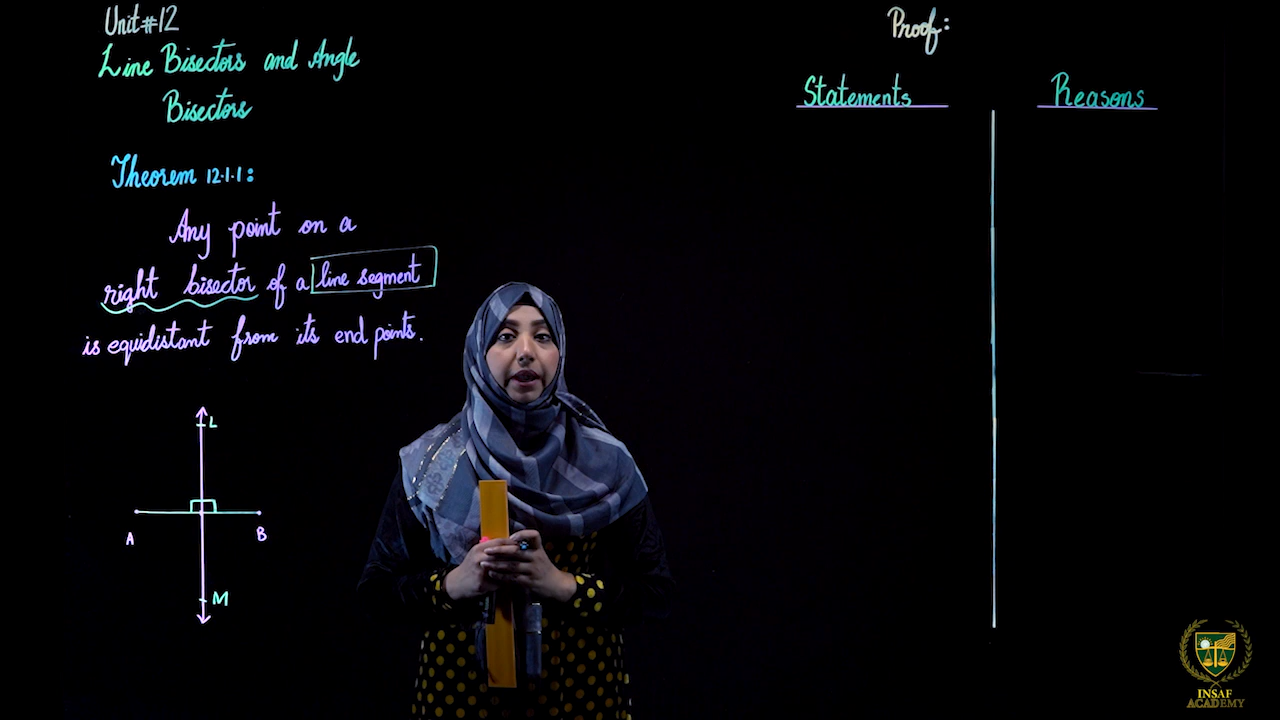 Unit#12
Line Bisectors and Angle
Bisectors
Theorem 12.1.1:
Any point on a
right bisector of a line segment
is equidistant from its end points.
L
A
B
M
Proof:
Statements
Reasons
INSAF
ACADEMY